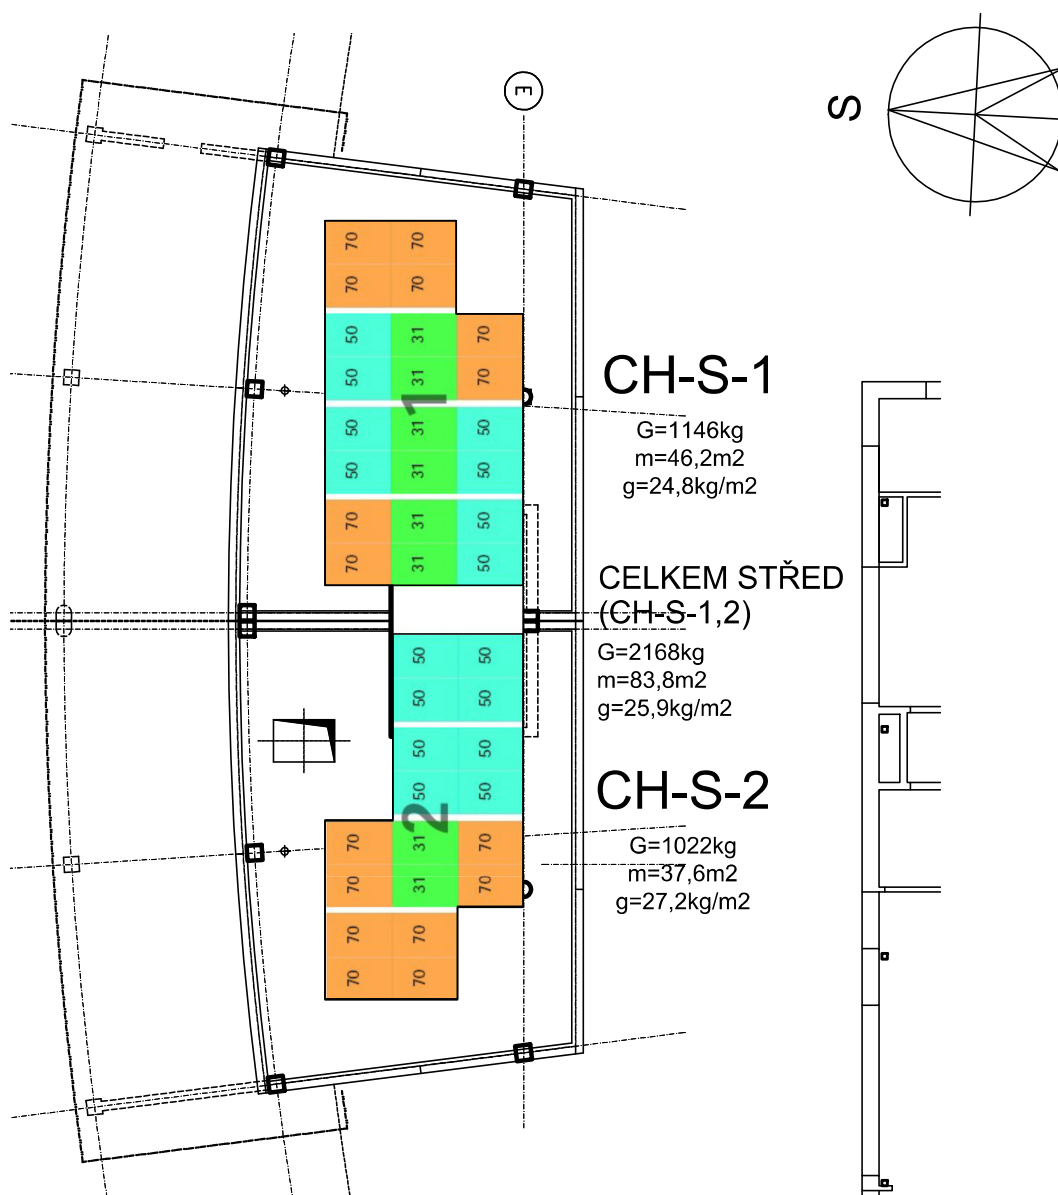 E
S
70 70
70 70
50 31 70
50 31 70
1
50 31 50
50 31 50
70 31 50
70 31 50
CH-S-1
G=1146kg
m=46,2m2
g=24,8kg/m2
CELKEM STŘED
(CH-S-1,2)
G=2168kg
m=83,8m2
g=25,9kg/m2
50 50
50 50
50 50
50 50
2
70 31 70
70 31 70
70 70
70 70
CH-S-2
G=1022kg
m=37,6m2
g=27,2kg/m2